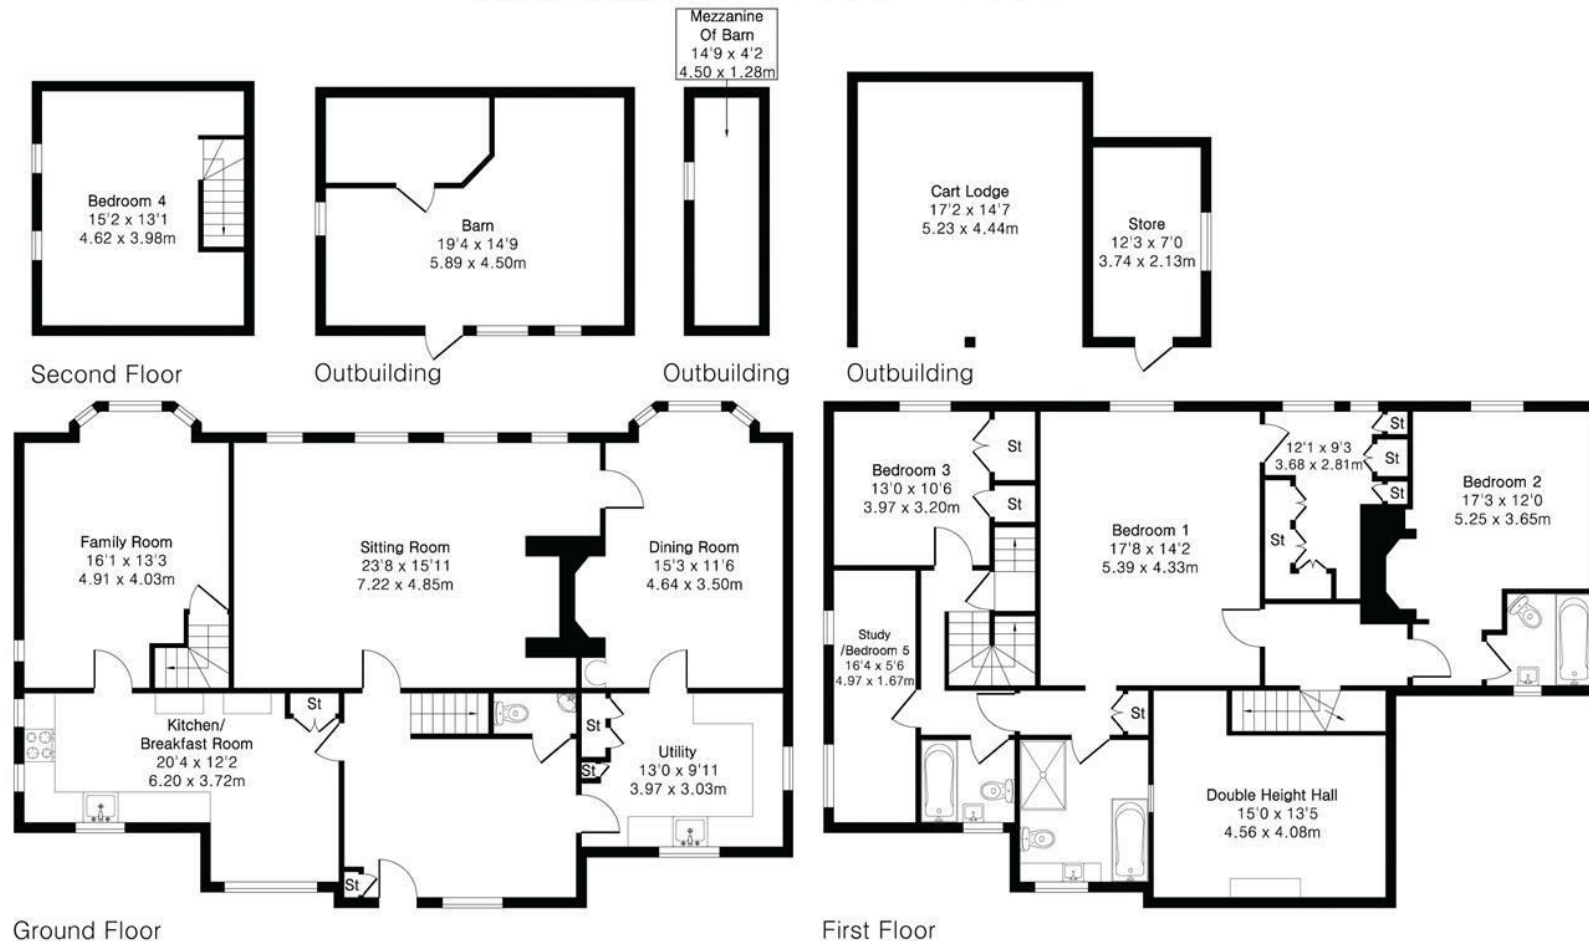 Mezzanine
Of Barn
14'9 x 4'2
4.50 x 1.28m
Bedroom 4
15'2 x 13'1
4.62 x 3.98m
Barn
19'4 x 14'9
5.89 x 4.50m
Cart Lodge
17'2 x 14'7
5.23 x 4.44m
Store
12'3 x 7'0
3.74 x 2.13m
Second Floor
Outbuilding
Outbuilding
Outbuilding
Family Room
16'1 x 13'3
4.91 x 4.03m
Sitting Room
23'8 x 15'11
7.22 x 4.85m
Dining Room
15'3 x 11'6
4.64 x 3.50m
St
Kitchen/
Breakfast Room
20'4 x 12'2
6.20 x 3.72m
St
St
Utility
13'0 x 9'11
3.97 x 3.03m
St
Ground Floor
Bedroom 3
13'0 x 10'6
3.97 x 3.20m
St
St
Bedroom 1
17'8 x 14'2
5.39 x 4.33m
12'1 x 9'3
3.68 x 2.81m
St
St
St
St
Bedroom 2
17'3 x 12'0
5.25 x 3.65m
Study
/Bedroom 5
16'4 x 5'6
4.97 x 1.67m
St
Double Height Hall
15'0 x 13'5
4.56 x 4.08m
First Floor